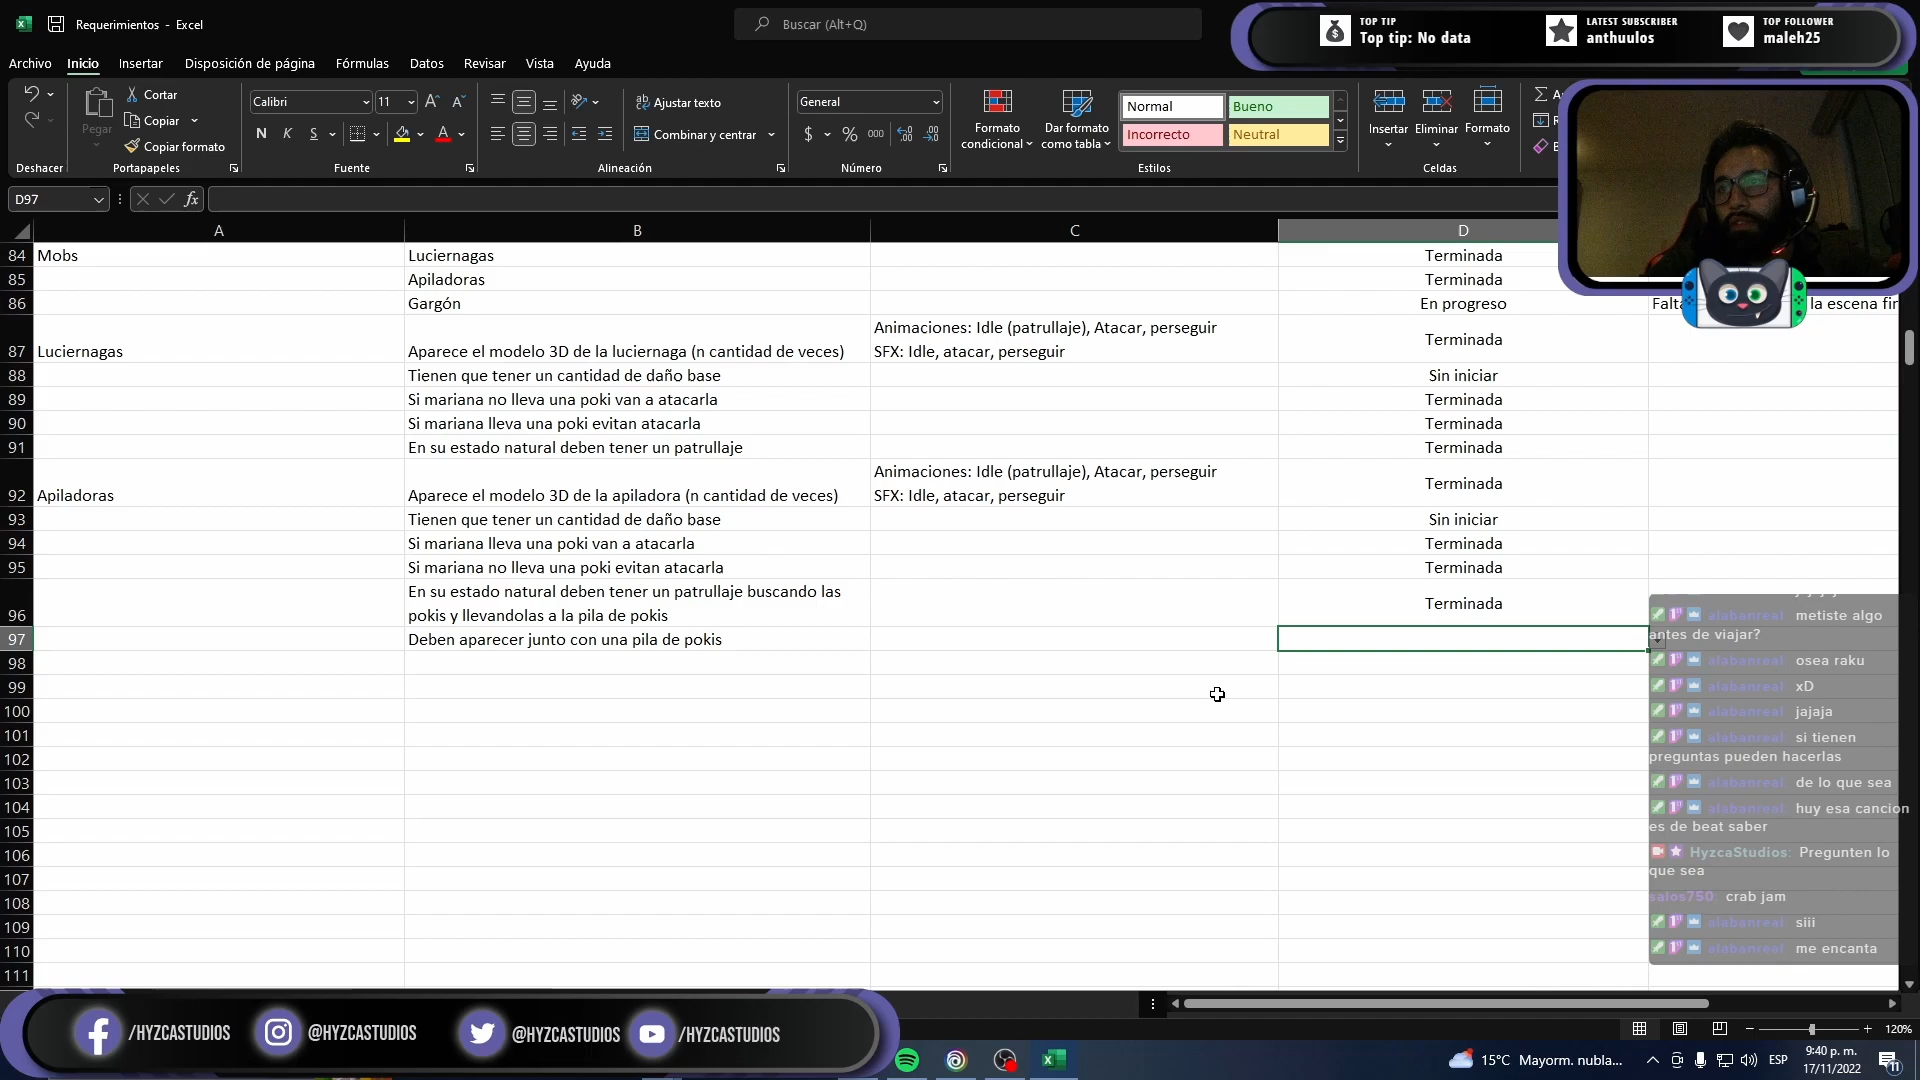 Requerimientos - Excel
Buscar (Alt+Q)
TOP TIP
Top tip: No data
LATEST SUBSCRIBER
anthuulos
TOP FOLLOWER
maleh25
Archivo Inicio Insertar Disposición de página Fórmulas Datos Revisar Vista Ayuda
Pegar
Cortar
Copiar
Copiar formato
Calibri 11
N K S
Ajustar texto
Combinar y centrar
General
$ % 000
Formato condicional
Dar formato como tabla
Normal Bueno
Incorrecto Neutral
Insertar Eliminar Formato
Deshacer Portapapeles Fuente Alineación Número Estilos Celdas
D97 fx
A B C D
84 Mobs Luciernagas Terminada
85 Apiladoras Terminada
86 Gargón En progreso la escena fir
Animaciones: Idle (patrullaje), Atacar, perseguir
87 Luciernagas Aparece el modelo 3D de la luciernaga (n cantidad de veces) SFX: Idle, atacar, perseguir Terminada
88 Tienen que tener un cantidad de daño base Sin iniciar
89 Si mariana no lleva una poki van a atacarla Terminada
90 Si mariana lleva una poki evitan atacarla Terminada
91 En su estado natural deben tener un patrullaje Terminada
Animaciones: Idle (patrullaje), Atacar, perseguir
92 Apiladoras Aparece el modelo 3D de la apiladora (n cantidad de veces) SFX: Idle, atacar, perseguir Terminada
93 Tienen que tener un cantidad de daño base Sin iniciar
94 Si mariana lleva una poki van a atacarla Terminada
95 Si mariana no lleva una poki evitan atacarla Terminada
En su estado natural deben tener un patrullaje buscando las
96 pokis y llevandolas a la pila de pokis Terminada
97 Deben aparecer junto con una pila de pokis
98
99
100
101
102
103
104
105
106
107
108
109
110
111
alabanreal metiste algo
antes de viajar?
alabanreal osea raku
alabanreal xD
alabanreal jajaja
alabanreal si tienen
preguntas pueden hacerlas
alabanreal de lo que sea
alabanreal huy esa cancion
es de beat saber
HyzcaStudios: Pregunten lo
que sea
salos750: crab jam
alabanreal siii
alabanreal me encanta
/HYZCASTUDIOS @HYZCASTUDIOS @HYZCASTUDIOS /HYZCASTUDIOS
120%
15°C Mayorm. nubla... ESP
9:40 p. m.
17/11/2022
11